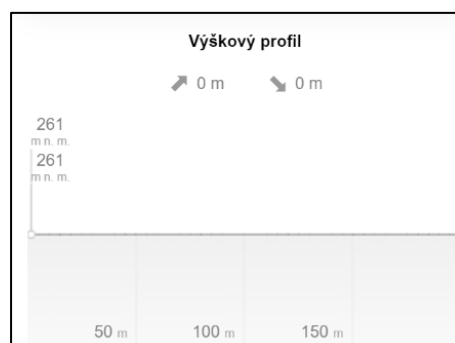 Výškový profil
0 m 0 m
261
m n. m.
261
m n. m.
50 m 100 m 150 m